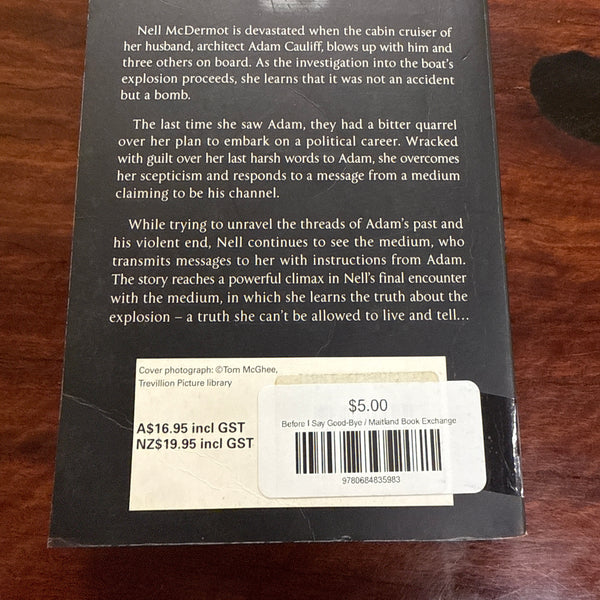 Nell McDermot is devastated when the cabin cruiser of
her husband, architect Adam Cauliff, blows up with him and
three others on board. As the investigation into the boat's
explosion proceeds, she learns that it was not an accident
but a bomb.
The last time she saw Adam, they had a bitter quarrel
over her plan to embark on a political career. Wracked
with guilt over her last harsh words to Adam, she overcomes
her scepticism and responds to a message from a medium
claiming to be his channel.
While trying to unravel the threads of Adam's past and
his violent end, Nell continues to see the medium, who
transmits messages to her with instructions from Adam.
The story reaches a powerful climax in Nell's final encounter
with the medium, in which she learns the truth about the
explosion – a truth she can't be allowed to live and tell...
Cover photograph: ©Tom McGhee,
Trevillion Picture library
A$16.95 incl GST
NZ$19.95 incl GST
$5.00
Before I Say Good-Bye / Maitland Book Exchange
9780684835983